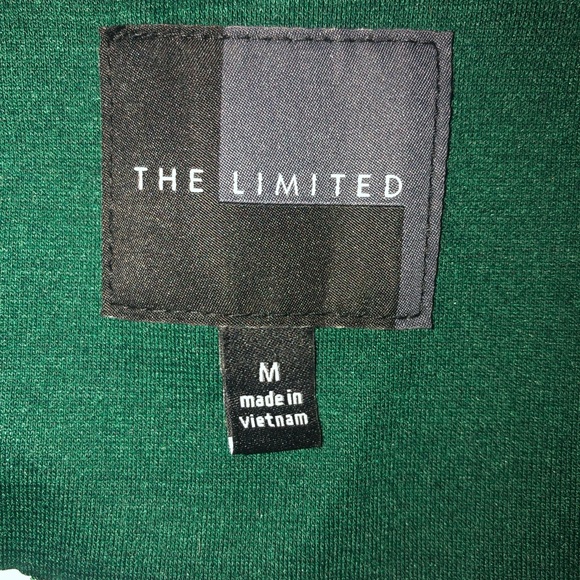 THE LIMITED
M
made in
vietnam